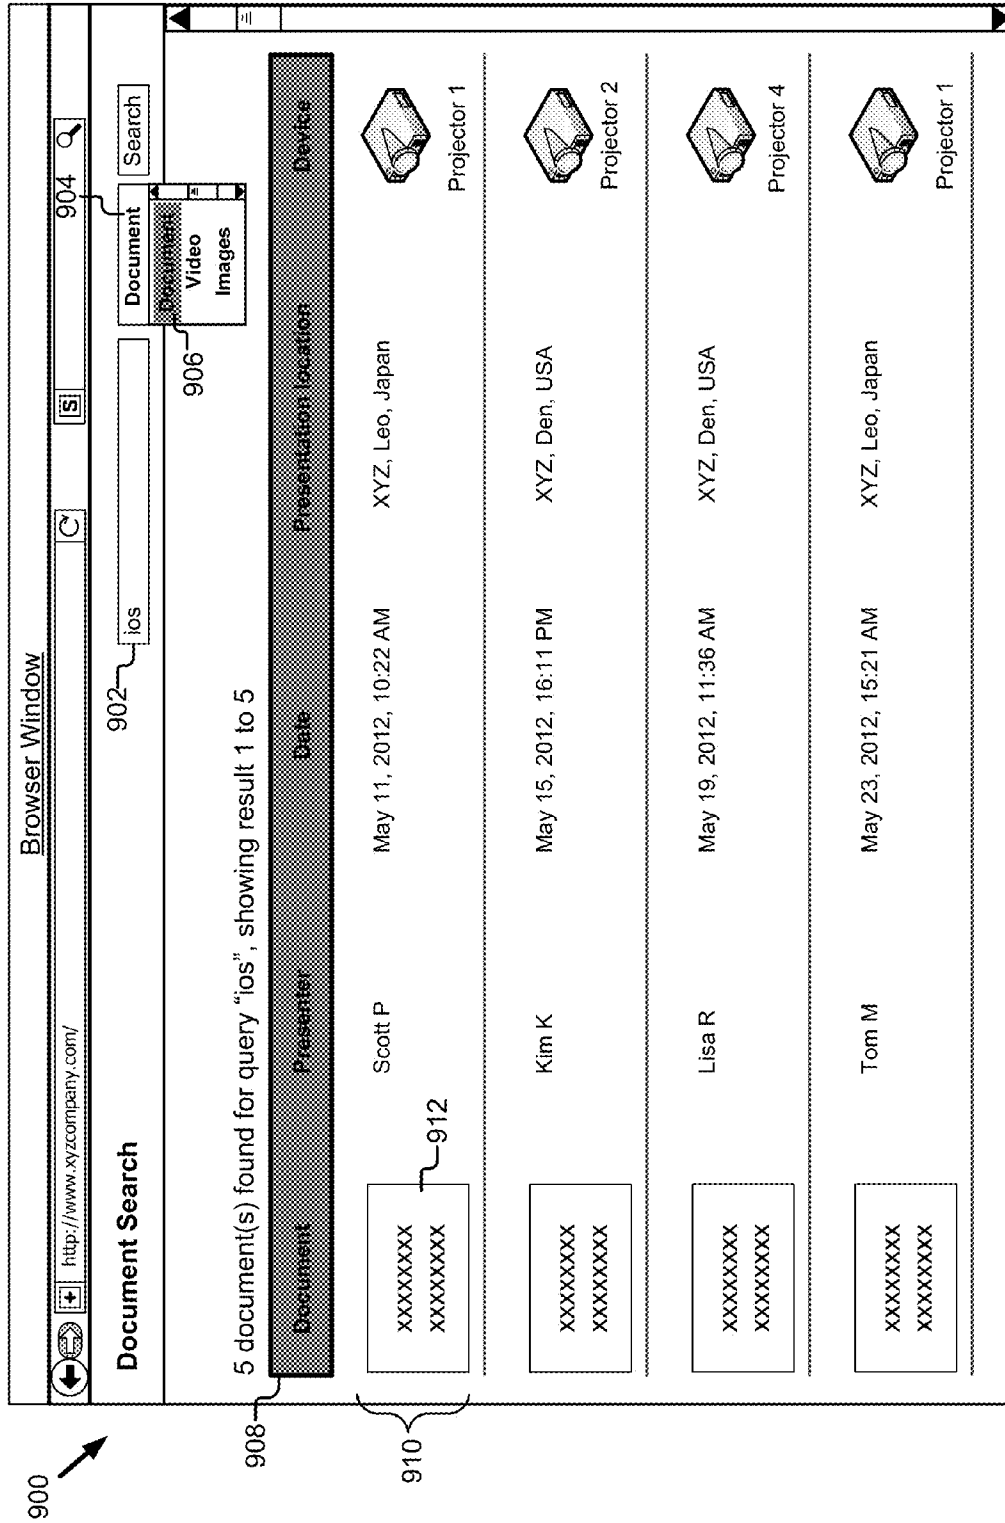 900
Browser Window
http://www.xyzcompany.com/ S
Document Search 902 ios 904 Document Search
906 Document
Video
Images
5 document(s) found for query “ios”, showing result 1 to 5
908 Document Presenter Date Presentation location Device
910
XXXXXXXX
XXXXXXXX
912
Scott P May 11, 2012, 10:22 AM XYZ, Leo, Japan
Projector 1
XXXXXXXX
XXXXXXXX
Kim K May 15, 2012, 16:11 PM XYZ, Den, USA
Projector 2
XXXXXXXX
XXXXXXXX
Lisa R May 19, 2012, 11:36 AM XYZ, Den, USA
Projector 4
XXXXXXXX
XXXXXXXX
Tom M May 23, 2012, 15:21 AM XYZ, Leo, Japan
Projector 1